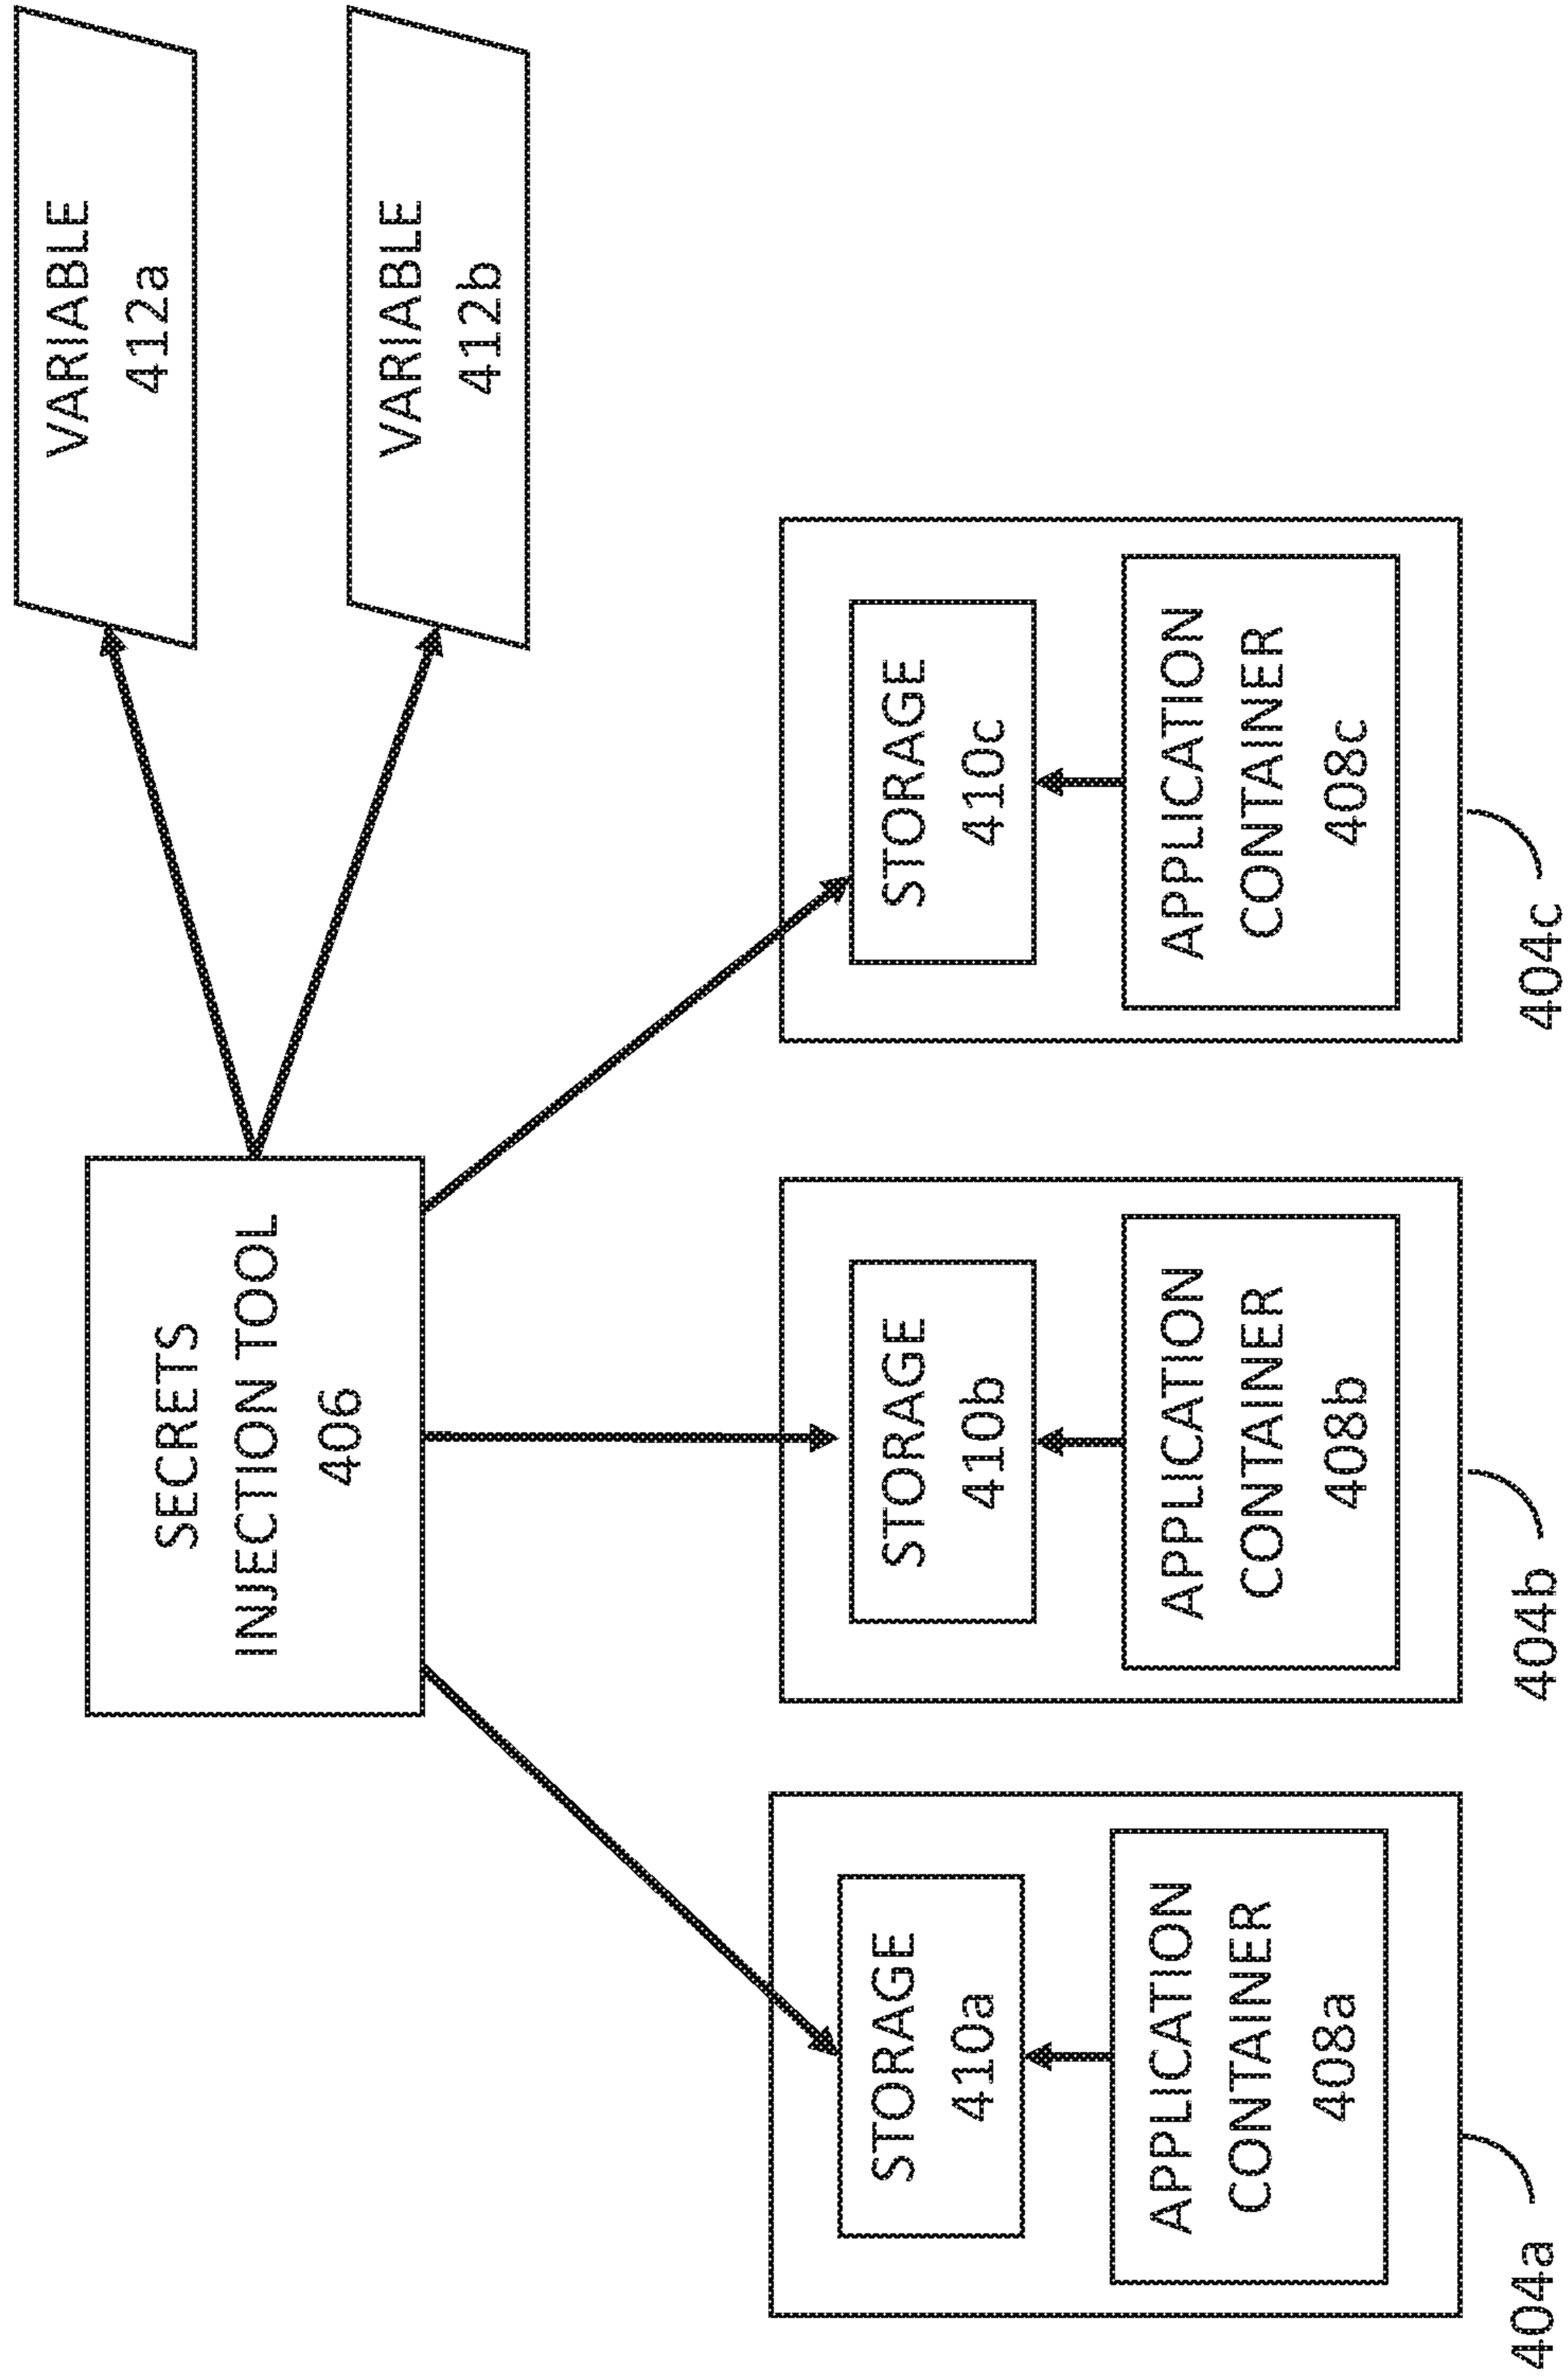 SECRETS
INJECTION TOOL
406
VARIABLE
412a
VARIABLE
412b
STORAGE
410a
APPLICATION
CONTAINER
408a
404a
STORAGE
410b
APPLICATION
CONTAINER
408b
404b
STORAGE
410c
APPLICATION
CONTAINER
408c
404c